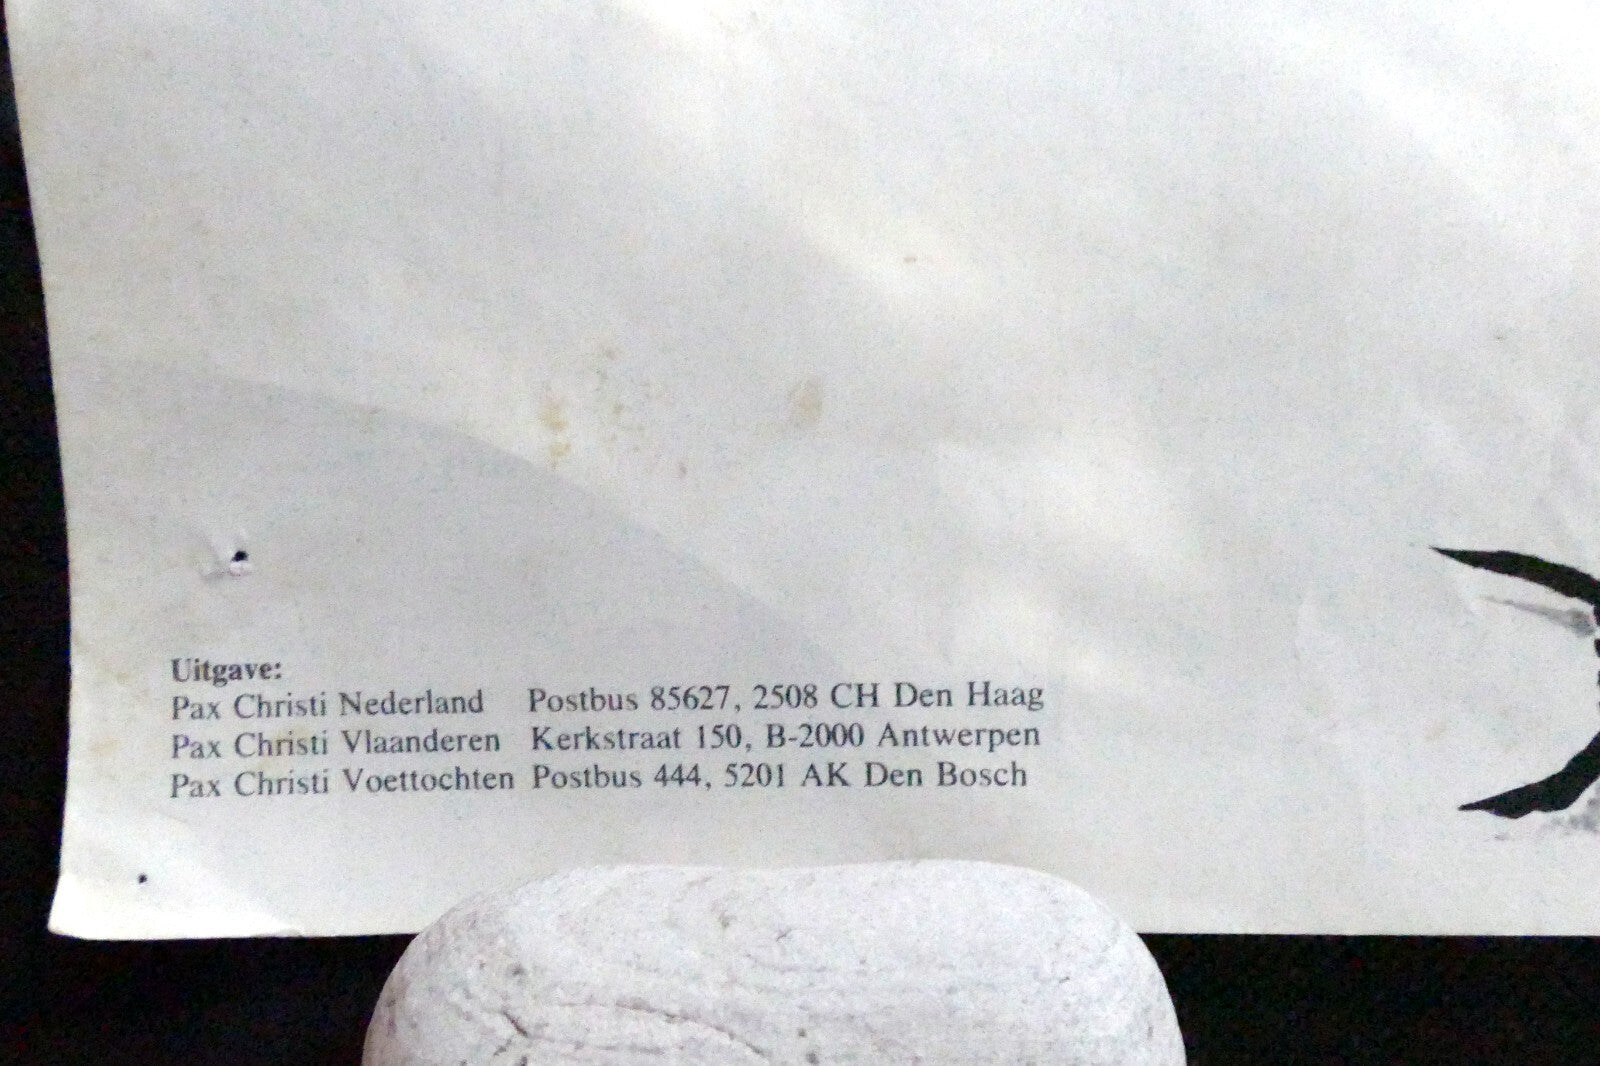 Uitgave:
Pax Christi Nederland Postbus 85627, 2508 CH Den Haag
Pax Christi Vlaanderen Kerkstraat 150, B-2000 Antwerpen
Pax Christi Voettochten Postbus 444, 5201 AK Den Bosch